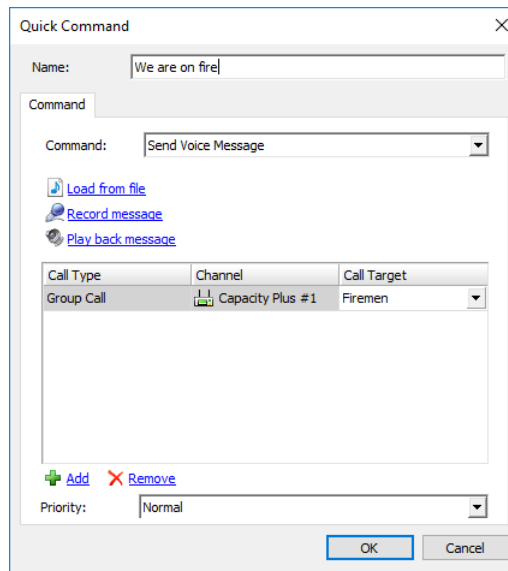 Quick Command
Name: We are on fire
Command
Command: Send Voice Message
Load from file
Record message
Play back message
Call Type Channel Call Target
Group Call Capacity Plus #1 Firemen
Add Remove
Priority: Normal
OK Cancel